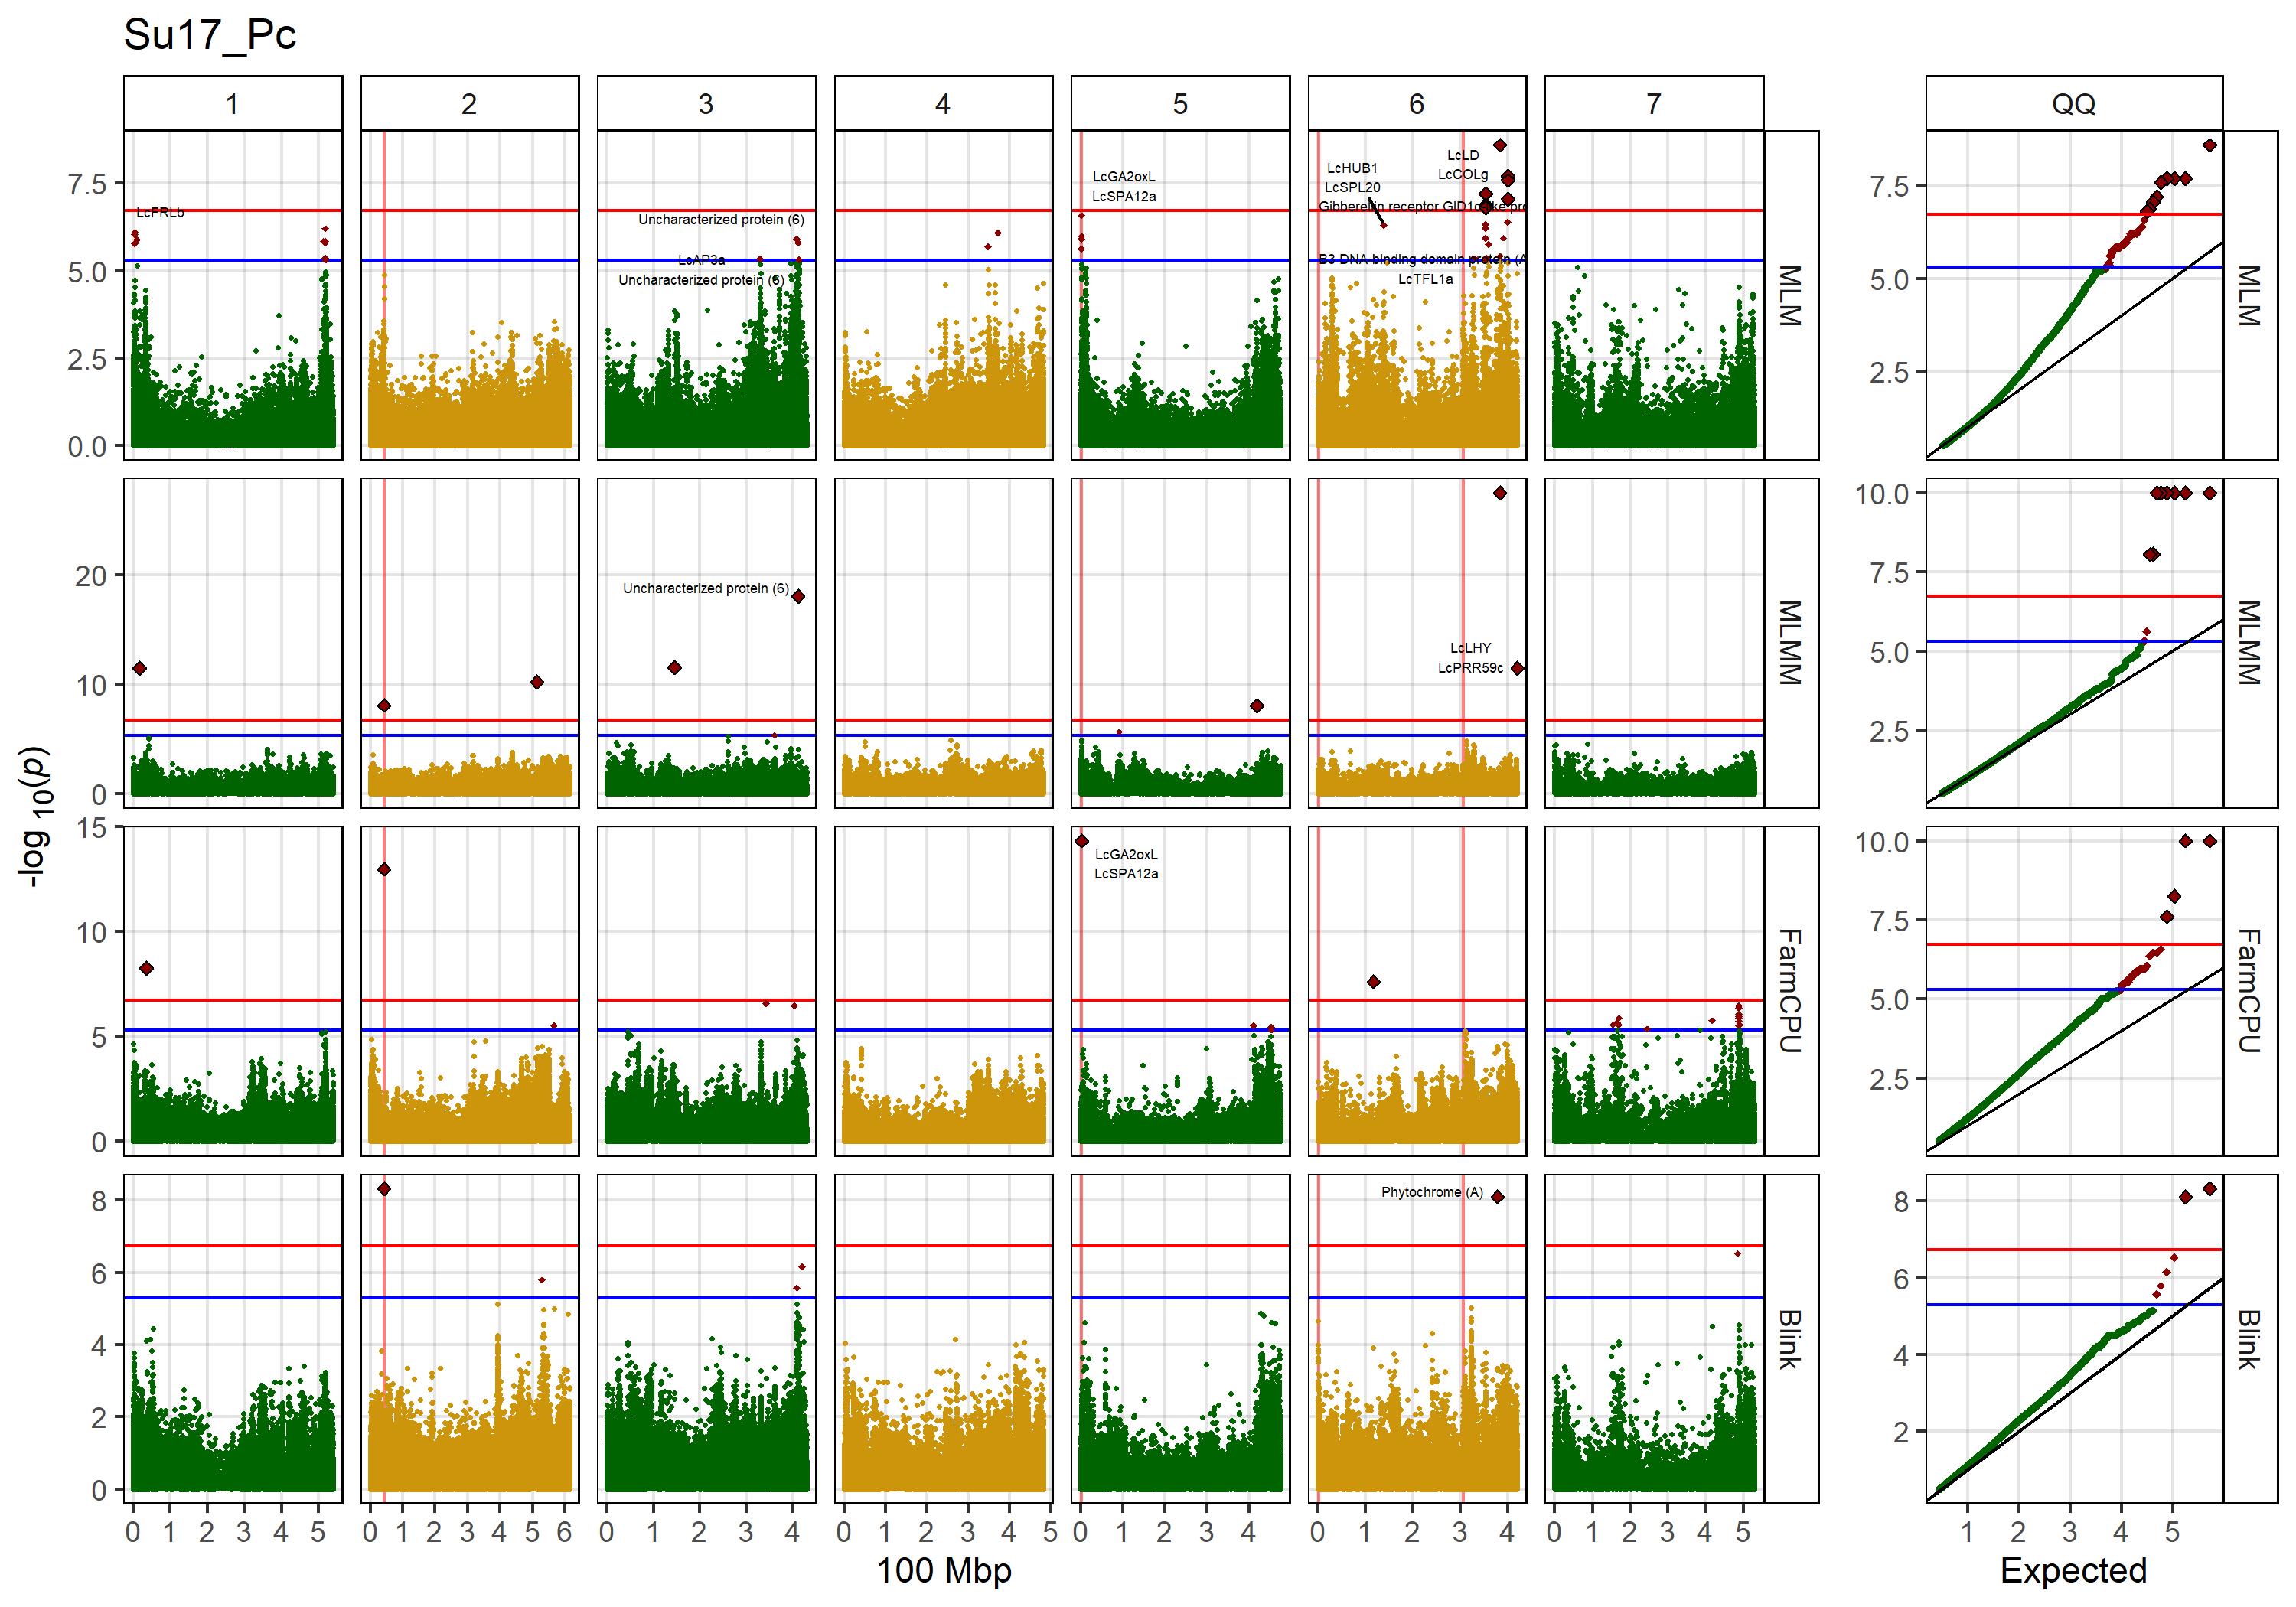 Su17_Pc
1 2 3 4 5 6 7 QQ
7.5
5.0
2.5
0.0
LcFRLb
Uncharacterized protein (6)
LcAP3a
Uncharacterized protein (6)
LcGA2oxL
LcSPA12a
LcHUB1
LcSPL20
LcLD
LcCOLg
LcTFL1a
MLM
7.5
5.0
2.5
MLM
20
10
0
Uncharacterized protein (6)
LcLHY
LcPRR59c
MLMM
10.0
7.5
5.0
2.5
MLMM
-log 10(p)
15
10
5
0
LcGA2oxL
LcSPA12a
FarmCPU
10.0
7.5
5.0
2.5
FarmCPU
8
6
4
2
0
Phytochrome (A)
Blink
8
6
4
2
Blink
0 1 2 3 4 5
0 1 2 3 4 5 6
0 1 2 3 4
0 1 2 3 4 5
0 1 2 3 4
0 1 2 3 4
0 1 2 3 4 5
1 2 3 4 5
100 Mbp
Expected